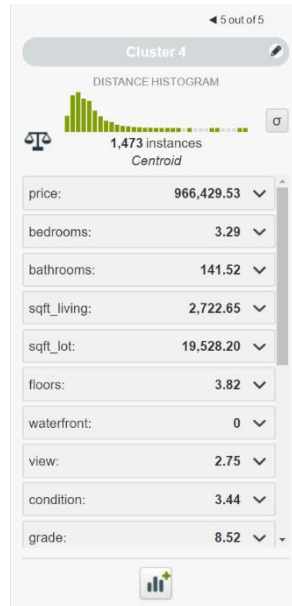 ◀ 5 out of 5
Cluster 4
DISTANCE HISTOGRAM
σ
1,473 instances
Centroid
price: 966,429.53
bedrooms: 3.29
bathrooms: 141.52
sqft_living: 2,722.65
sqft_lot: 19,528.20
floors: 3.82
waterfront: 0
view: 2.75
condition: 3.44
grade: 8.52